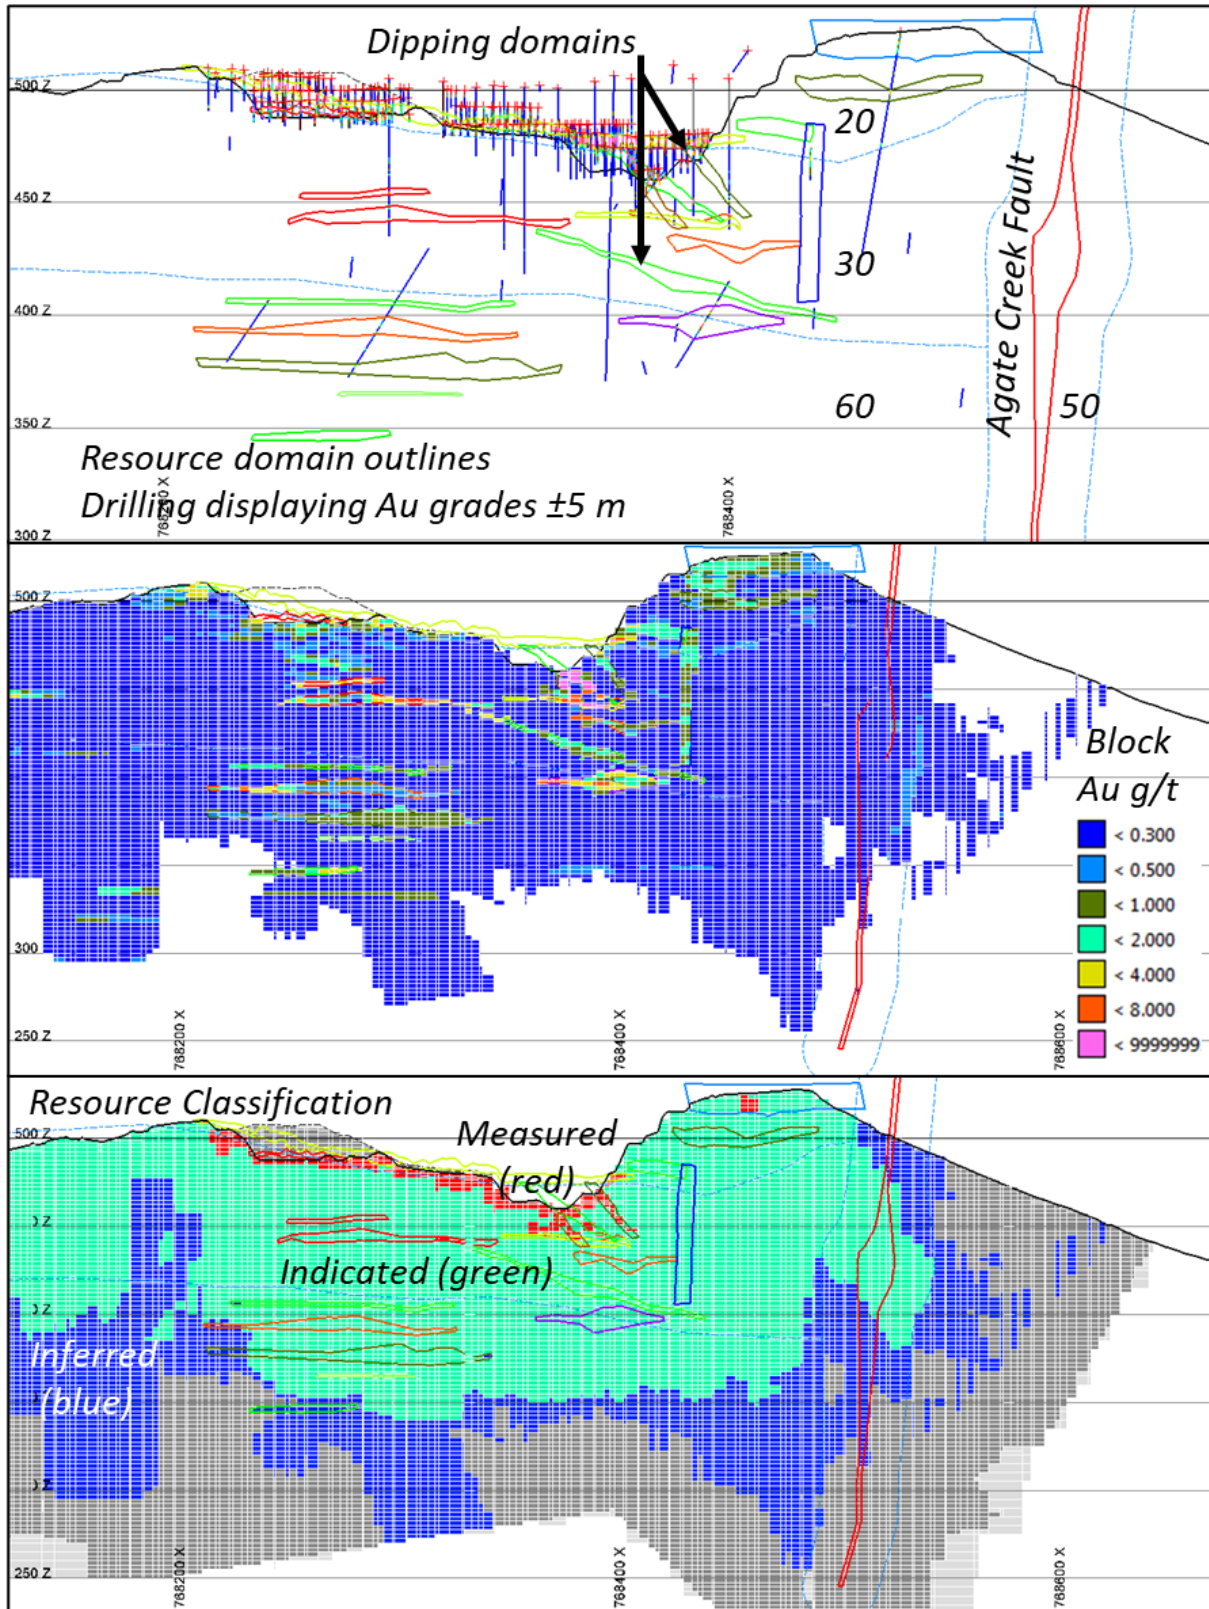 Dipping domains
500 Z
20
450 Z
30
Agate Creek Fault
400 Z
60
50
350 Z
Resource domain outlines
Drilling displaying Au grades ±5 m
768400 X
300 Z
500 Z
Block
Au g/t
< 0.300
< 0.500
< 1.000
< 2.000
< 4.000
< 8.000
< 9999999
300
250 Z
768200 X
768400 X
768600 X
Resource Classification
500 Z
Measured
(red)
Indicated (green)
Inferred
(blue)
250 Z
768200 X
768400 X
768600 X